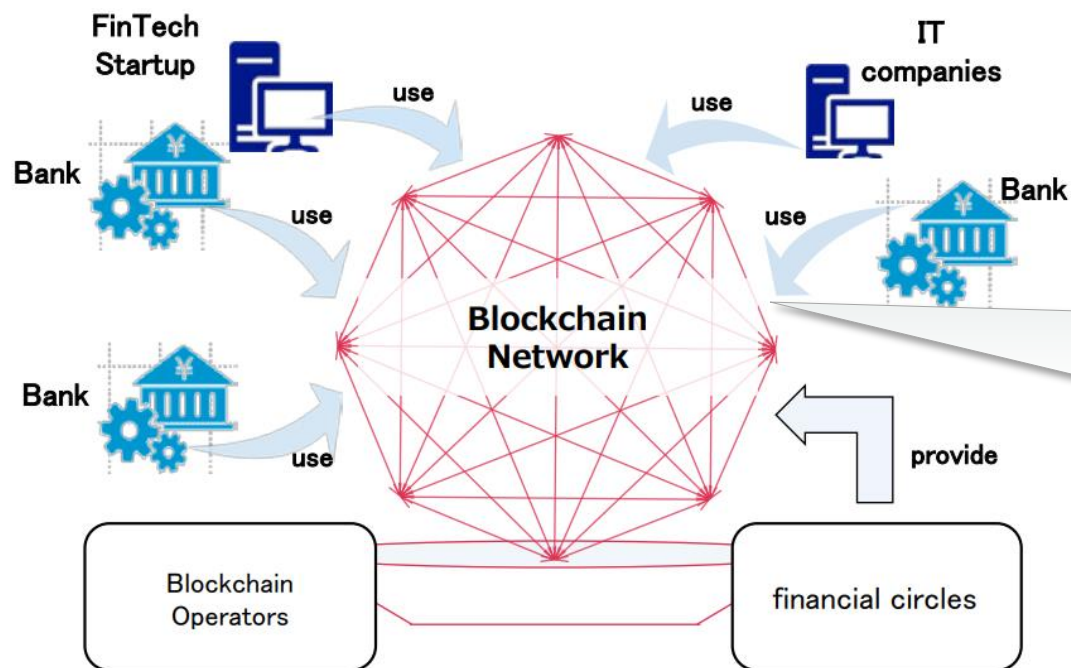 FinTech
Startup
IT
companies
use
use
Bank
Bank
use
use
Blockchain
Network
Bank
use
provide
Blockchain
Operators
financial circles
¥
¥
¥